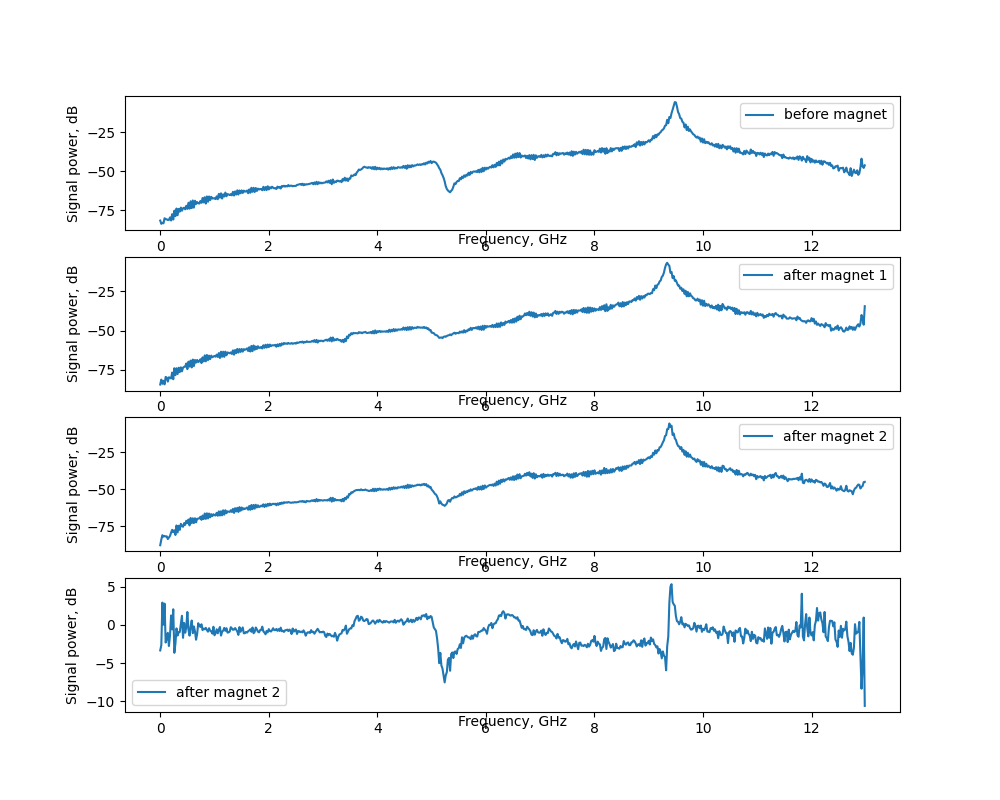 Signal power, dB
−25
−50
−75
before magnet
0 2 4 6 8 10 12
Frequency, GHz
Signal power, dB
−25
−50
−75
after magnet 1
0 2 4 6 8 10 12
Frequency, GHz
Signal power, dB
−25
−50
−75
after magnet 2
0 2 4 6 8 10 12
Frequency, GHz
Signal power, dB
5
0
−5
−10
after magnet 2
0 2 4 6 8 10 12
Frequency, GHz